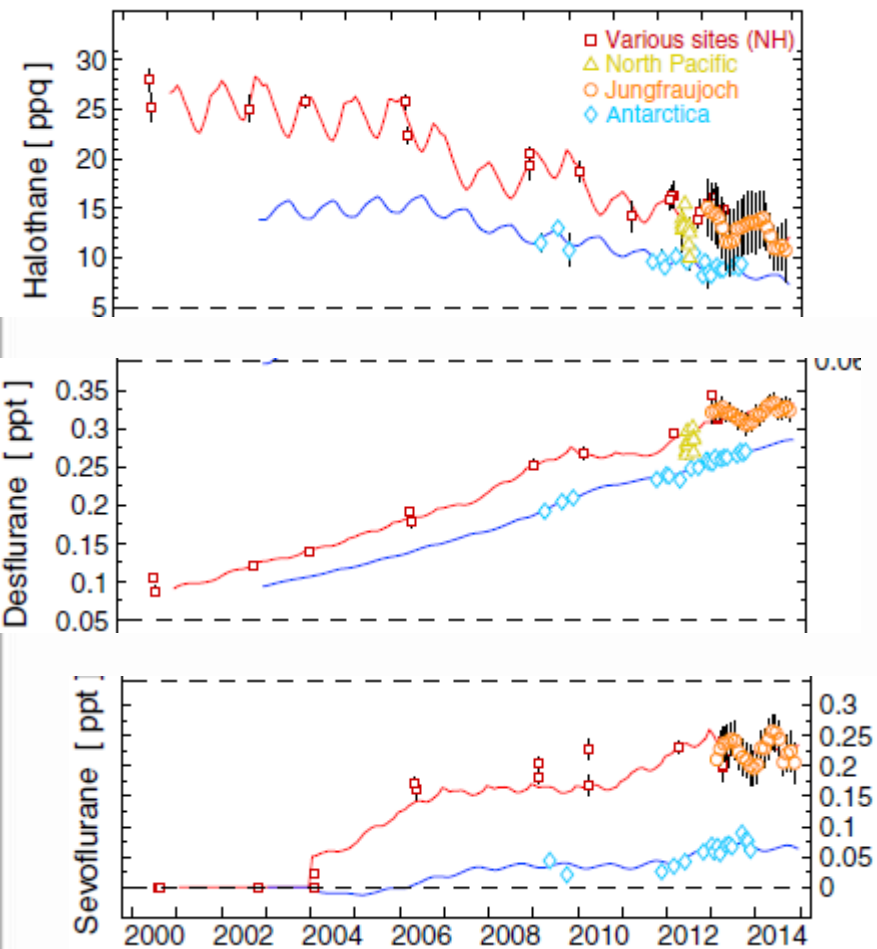 Halothane [ ppq ]
30
25
20
15
10
5
Various sites (NH)
North Pacific
Jungfraujoch
Antarctica
Desflurane [ ppt ]
0.35
0.3
0.25
0.2
0.15
0.1
0.05
Sevoflurane [ ppt ]
0.3
0.25
0.2
0.15
0.1
0.05
0
2000 2002 2004 2006 2008 2010 2012 2014